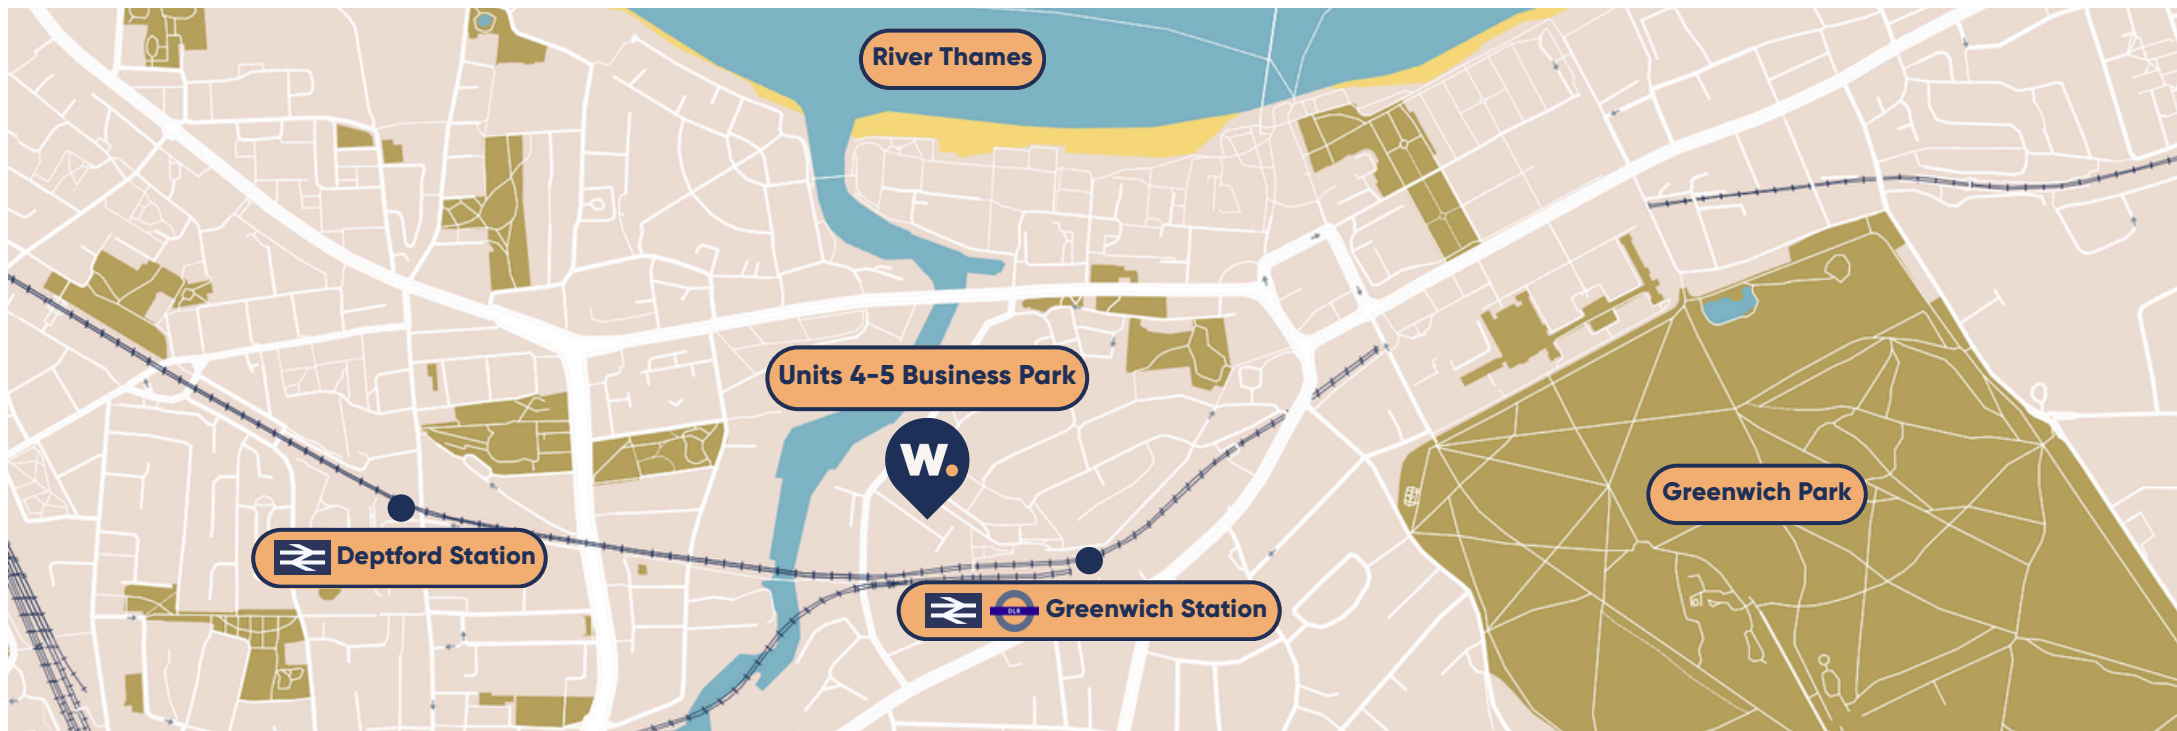 River Thames
Units 4-5 Business Park
W.
Greenwich Park
Deptford Station
DLR
Greenwich Station